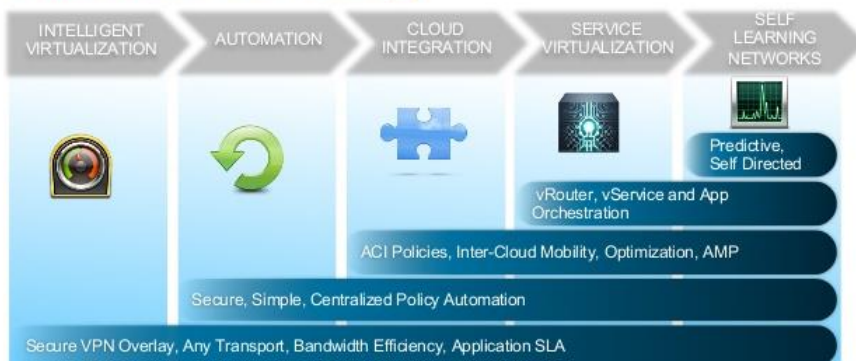 INTELLIGENT
VIRTUALIZATION
AUTOMATION
CLOUD
INTEGRATION
SERVICE
VIRTUALIZATION
SELF
LEARNING
NETWORKS
Predictive,
Self Directed
vRouter, vService and App
Orchestration
ACI Policies, Inter-Cloud Mobility, Optimization, AMP
Secure, Simple, Centralized Policy Automation
Secure VPN Overlay, Any Transport, Bandwidth Efficiency, Application SLA